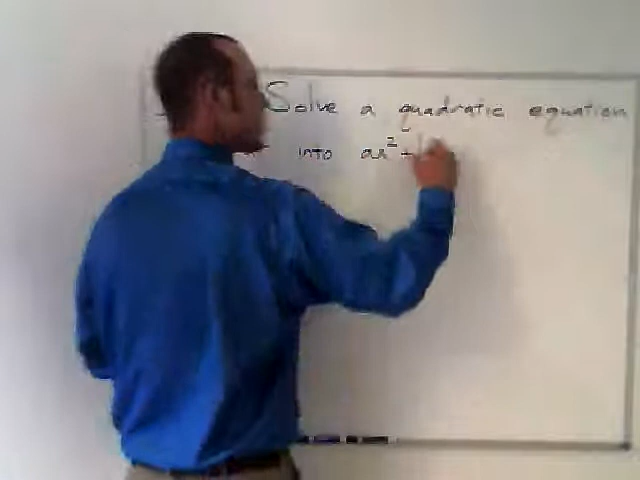 Solve a quadratic equation
into ax² +